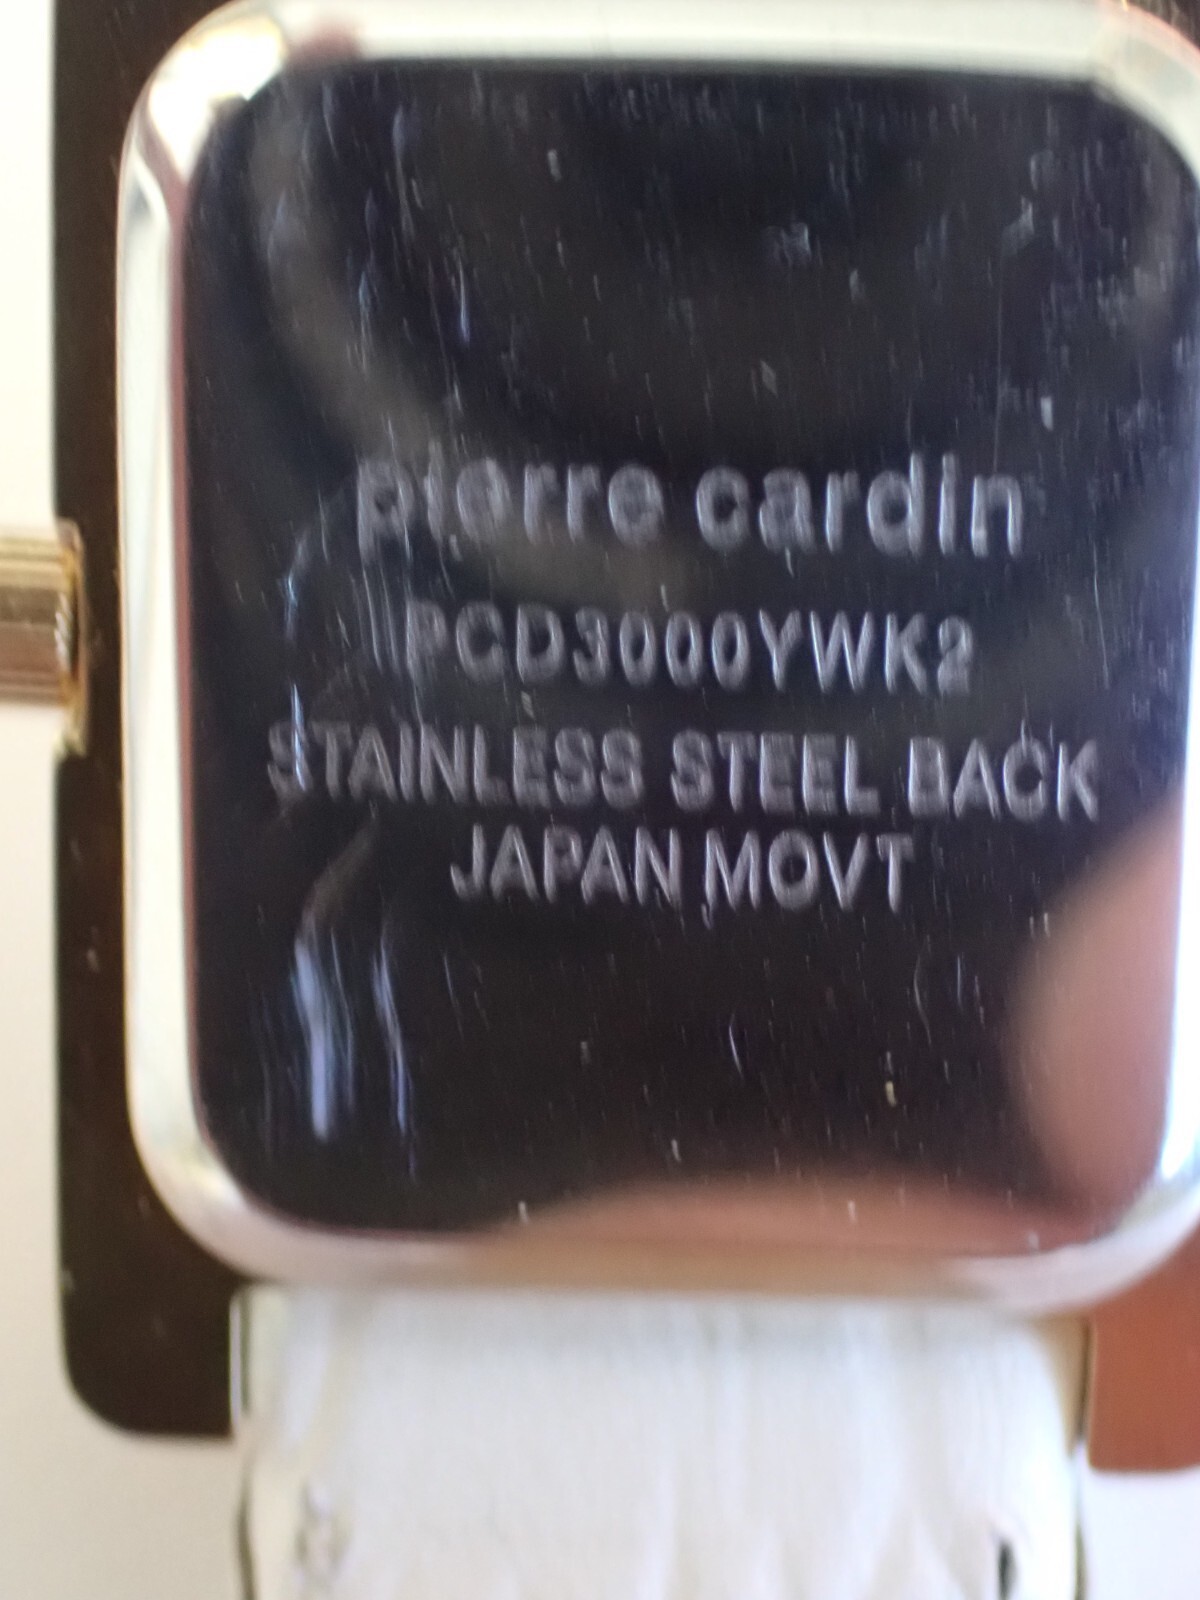 pierre cardin
PCD3000YWK2
STAINLESS STEEL BACK
JAPAN MOVT